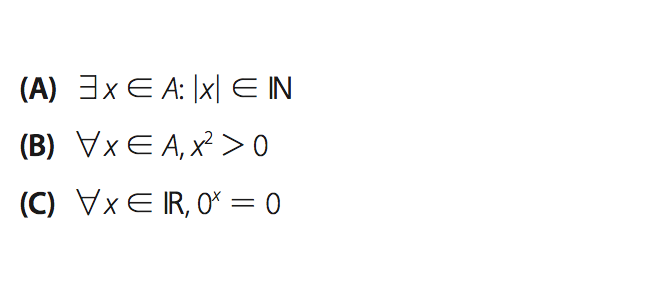 (A) ∃x ∈ A: |x| ∈ ℕ
(B) ∀x ∈ A, x² > 0
(C) ∀x ∈ ℝ, 0ˣ = 0